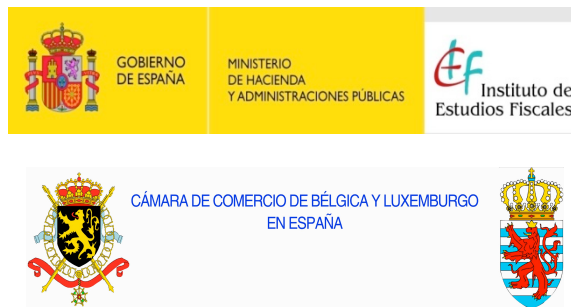 GOBIERNO
DE ESPAÑA
MINISTERIO
DE HACIENDA
Y ADMINISTRACIONES PÚBLICAS
Instituto de
Estudios Fiscales
CÁMARA DE COMERCIO DE BÉLGICA Y LUXEMBURGO
EN ESPAÑA